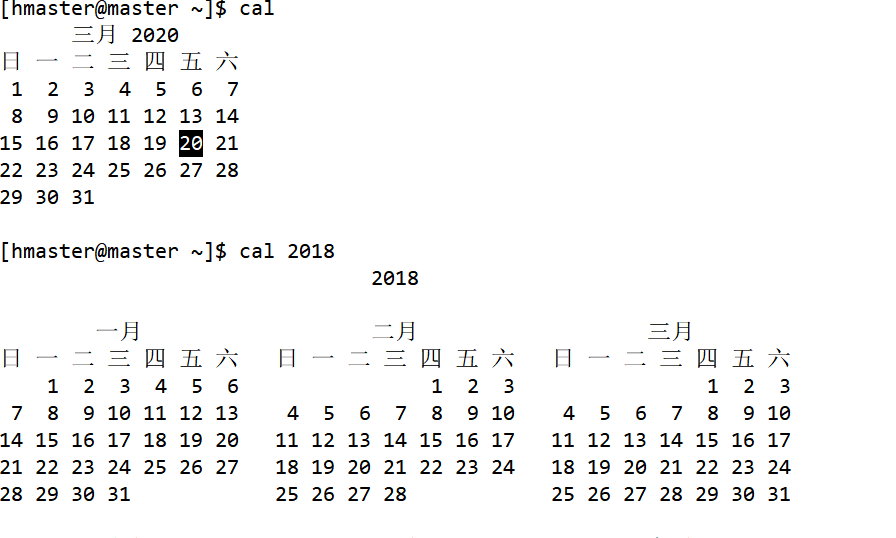 [hmaster@master ~]$ cal
      三月 2020
日 一 二 三 四 五 六
 1  2  3  4  5  6  7
 8  9 10 11 12 13 14
15 16 17 18 19 20 21
22 23 24 25 26 27 28
29 30 31
[hmaster@master ~]$ cal 2018
                               2018
        一月                   二月                   三月
日 一 二 三 四 五 六   日 一 二 三 四 五 六   日 一 二 三 四 五 六
    1  2  3  4  5  6                1  2  3                1  2  3
 7  8  9 10 11 12 13    4  5  6  7  8  9 10    4  5  6  7  8  9 10
14 15 16 17 18 19 20   11 12 13 14 15 16 17   11 12 13 14 15 16 17
21 22 23 24 25 26 27   18 19 20 21 22 23 24   18 19 20 21 22 23 24
28 29 30 31            25 26 27 28            25 26 27 28 29 30 31